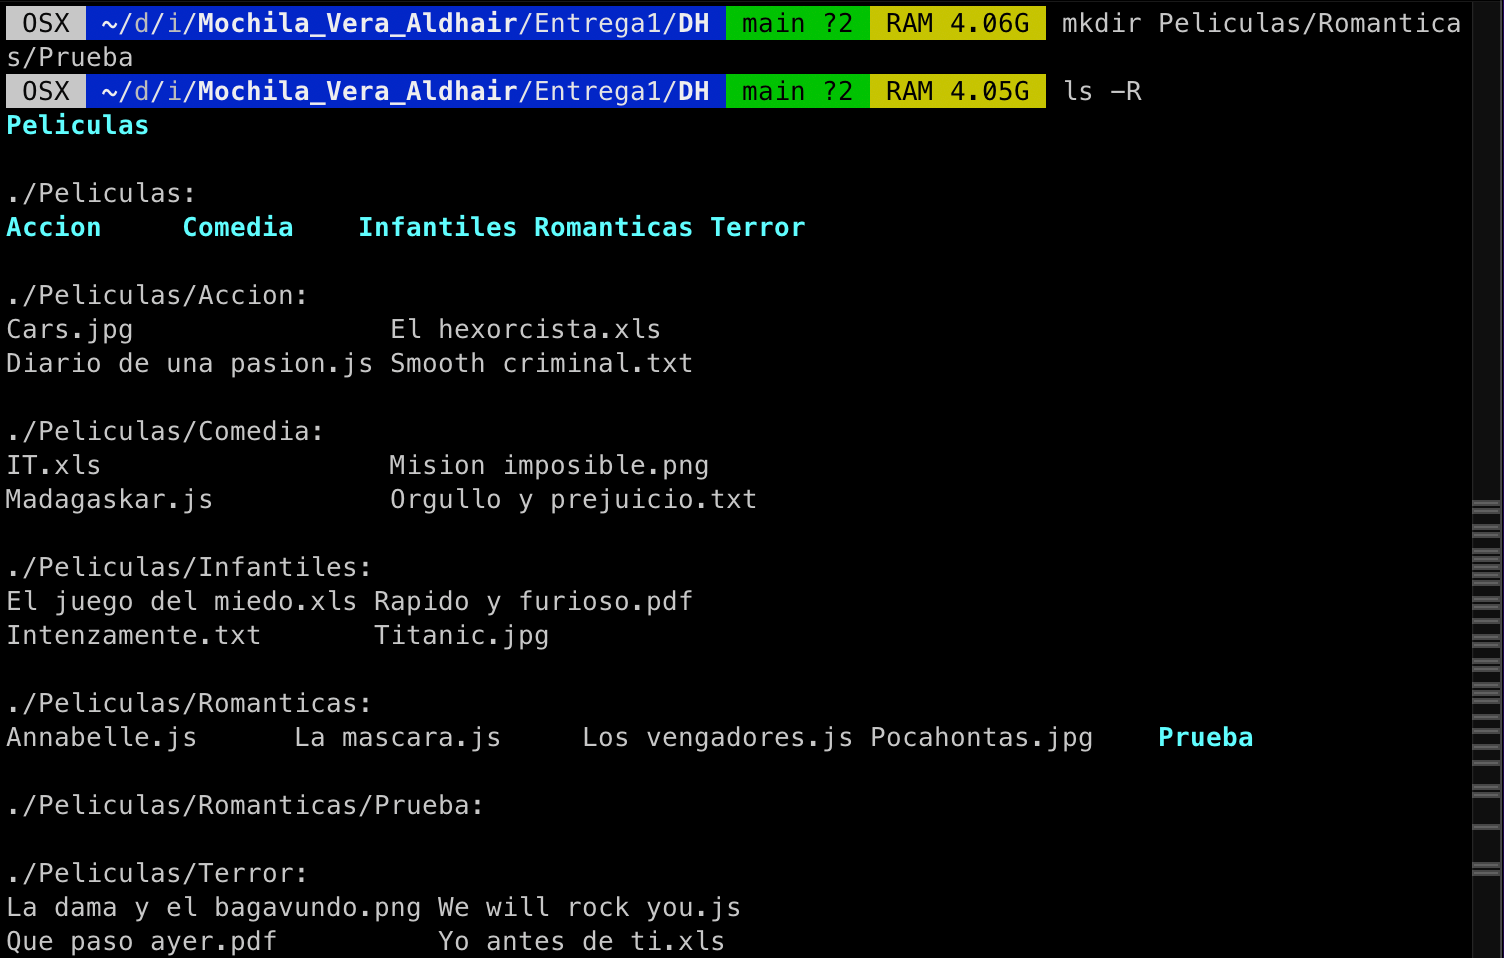 OSX ~/d/i/Mochila_Vera_Aldhair/Entrega1/DH main ?2 RAM 4.06G mkdir Peliculas/Romantica
s/Prueba
OSX ~/d/i/Mochila_Vera_Aldhair/Entrega1/DH main ?2 RAM 4.05G ls -R
Peliculas
./Peliculas:
Accion Comedia Infantiles Romanticas Terror
./Peliculas/Accion:
Cars.jpg El hexorcista.xls
Diario de una pasion.js Smooth criminal.txt
./Peliculas/Comedia:
IT.xls Mision imposible.png
Madagaskar.js Orgullo y prejuicio.txt
./Peliculas/Infantiles:
El juego del miedo.xls Rapido y furioso.pdf
Intenzamente.txt Titanic.jpg
./Peliculas/Romanticas:
Annabelle.js La mascara.js Los vengadores.js Pocahontas.jpg Prueba
./Peliculas/Romanticas/Prueba:
./Peliculas/Terror:
La dama y el bagavundo.png We will rock you.js
Que paso ayer.pdf Yo antes de ti.xls